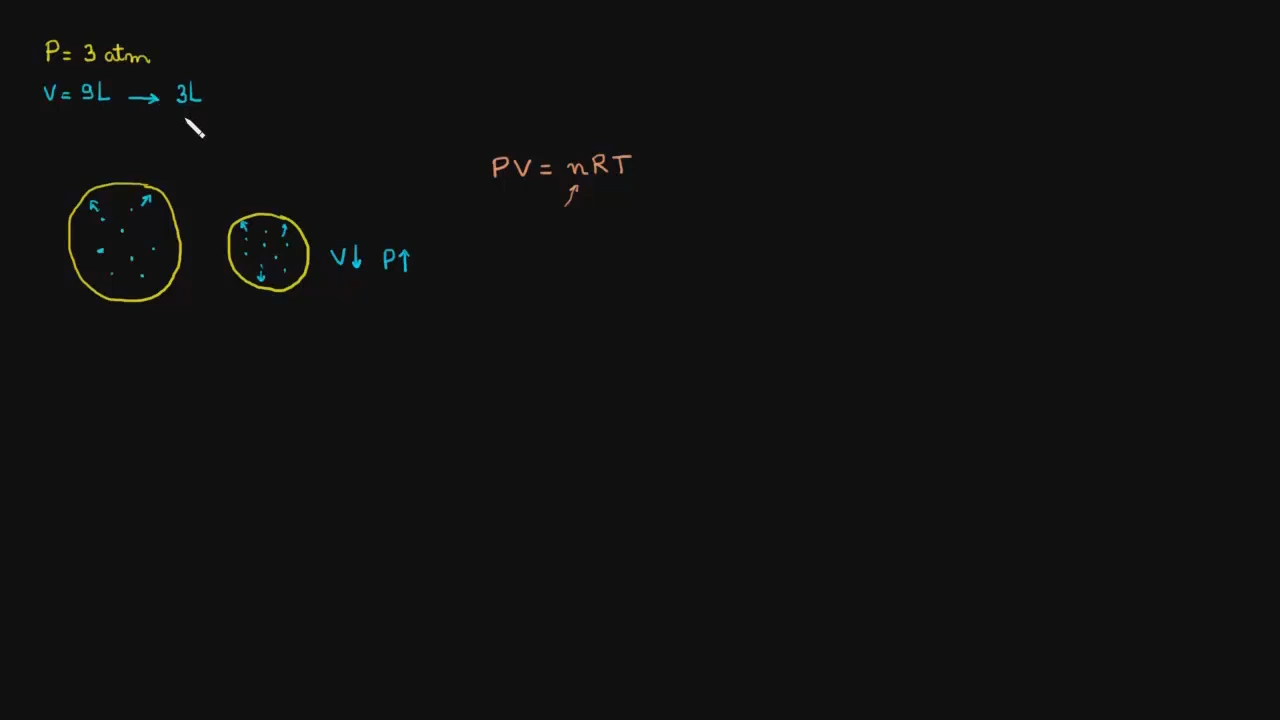 P= 3 atm
V= 9L → 3L
PV = nRT
V↓ P↑